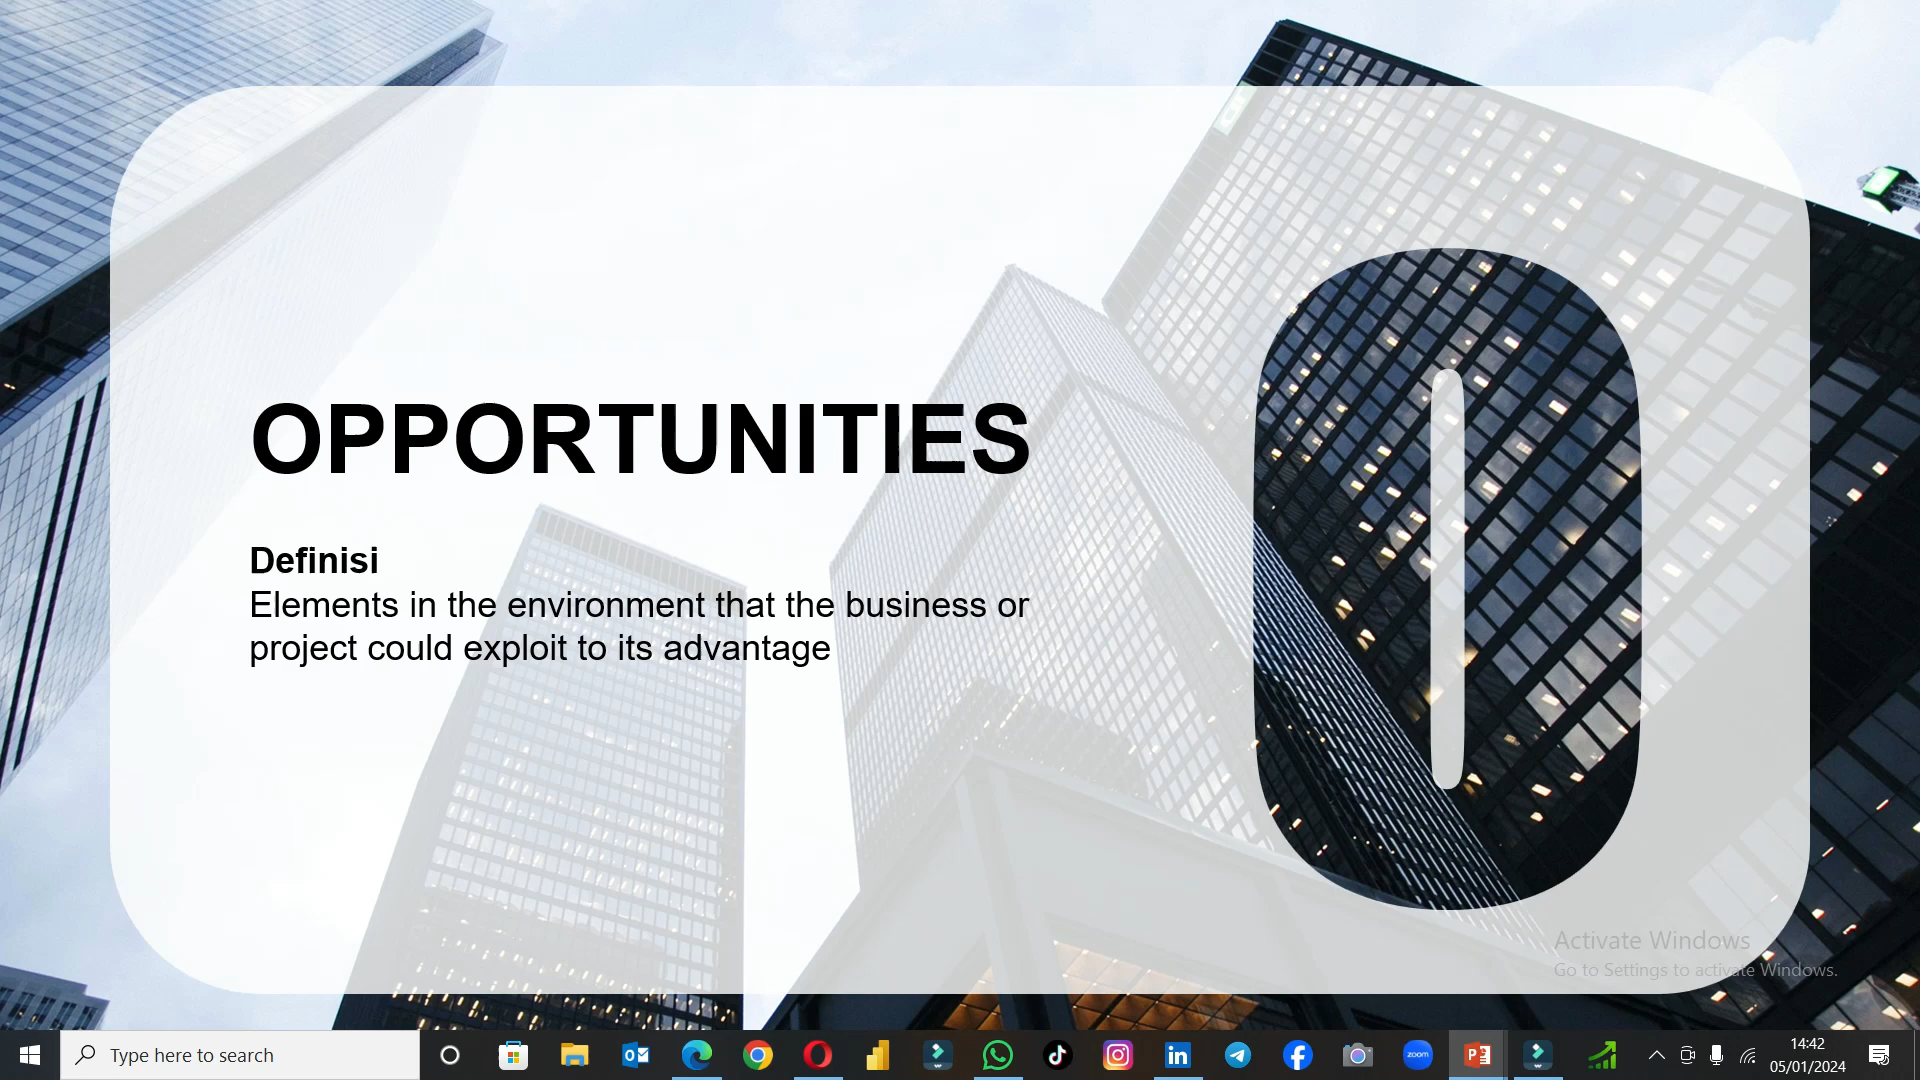 OPPORTUNITIES
O
Definisi
Elements in the environment that the business or
project could exploit to its advantage
Activate Windows
Go to Settings to activate Windows.
Type here to search
zoom
14:42
05/01/2024